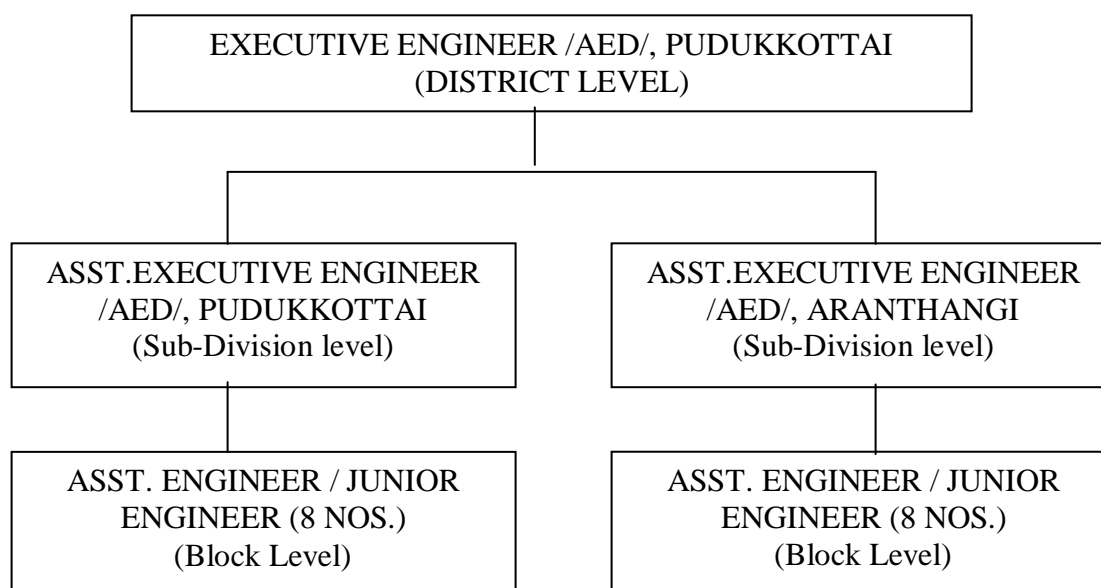 EXECUTIVE ENGINEER /AED/, PUDUKKOTTAI
(DISTRICT LEVEL)
ASST.EXECUTIVE ENGINEER
/AED/, PUDUKKOTTAI
(Sub-Division level)
ASST.EXECUTIVE ENGINEER
/AED/, ARANTHANGI
(Sub-Division level)
ASST. ENGINEER / JUNIOR
ENGINEER (8 NOS.)
(Block Level)
ASST. ENGINEER / JUNIOR
ENGINEER (8 NOS.)
(Block Level)